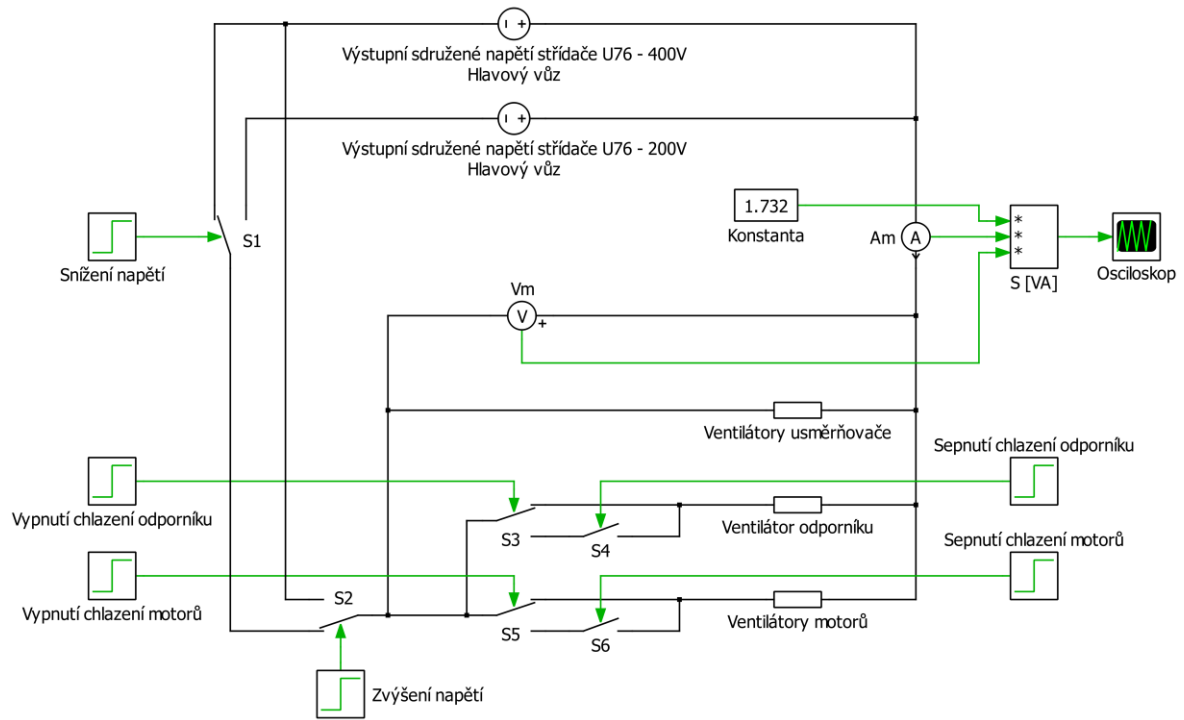 Výstupní sdružené napětí střídače U76 - 400V
Hlavový vůz
Výstupní sdružené napětí střídače U76 - 200V
Hlavový vůz
S1
Snížení napětí
1.732
Konstanta
Am
A
*
*
*
S [VA]
Osciloskop
Vm
V
+
Ventilátory usměrňovače
Sepnutí chlazení odporníku
Vypnutí chlazení odporníku
S3
S4
Ventilátor odporníku
Sepnutí chlazení motorů
Vypnutí chlazení motorů
S2
S5
S6
Ventilátory motorů
Zvýšení napětí